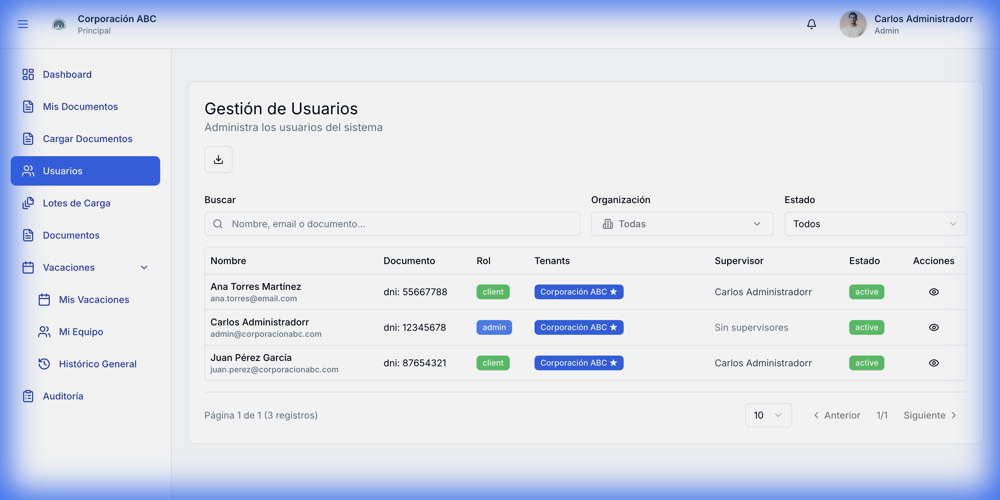 Corporación ABC
Principal
Carlos Administradorr
Admin
Dashboard
Mis Documentos
Cargar Documentos
Usuarios
Lotes de Carga
Documentos
Vacaciones
Mis Vacaciones
Mi Equipo
Histórico General
Auditoría
Gestión de Usuarios
Administra los usuarios del sistema
Buscar
Organización
Estado
Nombre, email o documento...
Todas
Todos
Nombre Documento Rol Tenants Supervisor Estado Acciones
Ana Torres Martínez
ana.torres@email.com
dni: 55667788 client Corporación ABC ★ Carlos Administradorr active
Carlos Administradorr
admin@corporacionabc.com
dni: 12345678 admin Corporación ABC ★ Sin supervisores active
Juan Pérez García
juan.perez@corporacionabc.com
dni: 87654321 client Corporación ABC ★ Carlos Administradorr active
Página 1 de 1 (3 registros)
10
Anterior 1/1 Siguiente